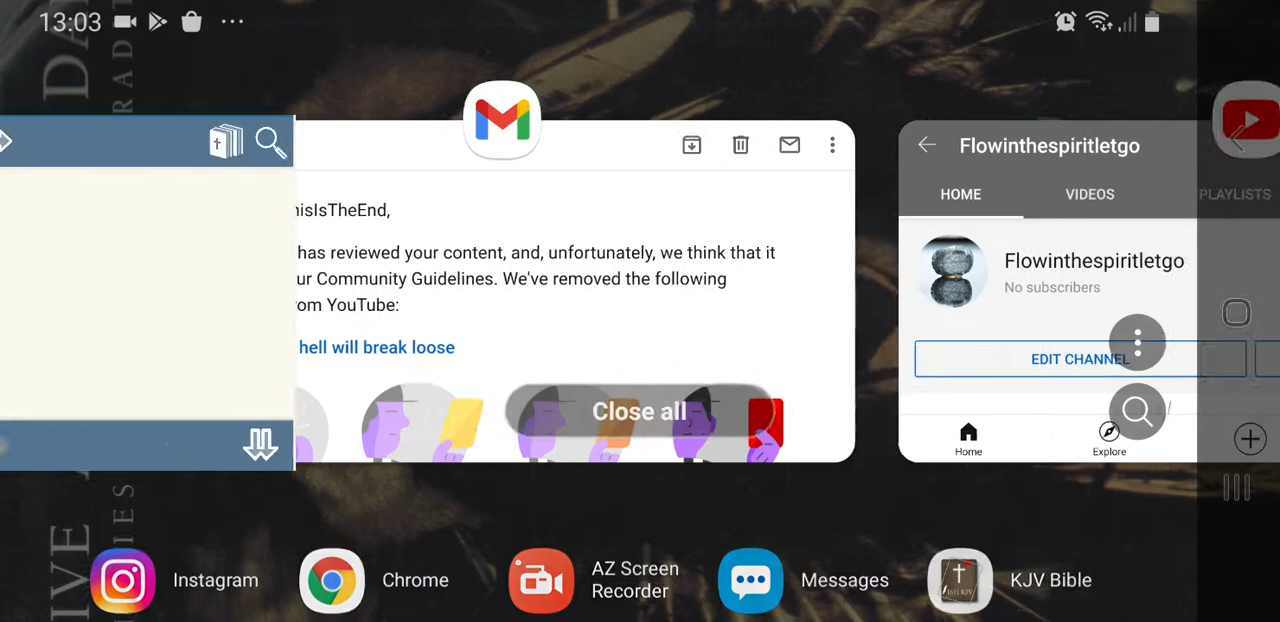 13:03
hisIsTheEnd,
has reviewed your content, and, unfortunately, we think that it
ur Community Guidelines. We've removed the following
om YouTube:
hell will break loose
Close all
Flowinthespiritletgo
HOME
VIDEOS
PLAYLISTS
Flowinthespiritletgo
No subscribers
EDIT CHANNEL
Home
Explore
Instagram
Chrome
AZ Screen
Recorder
Messages
KJV Bible